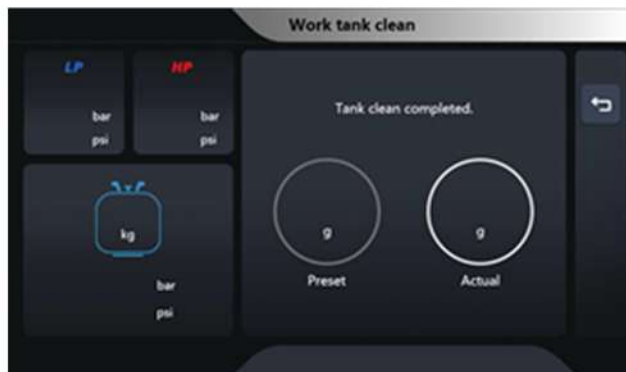 Work tank clean
LP
HP
bar
psi
bar
psi
kg
bar
psi
Tank clean completed.
g
Preset
g
Actual